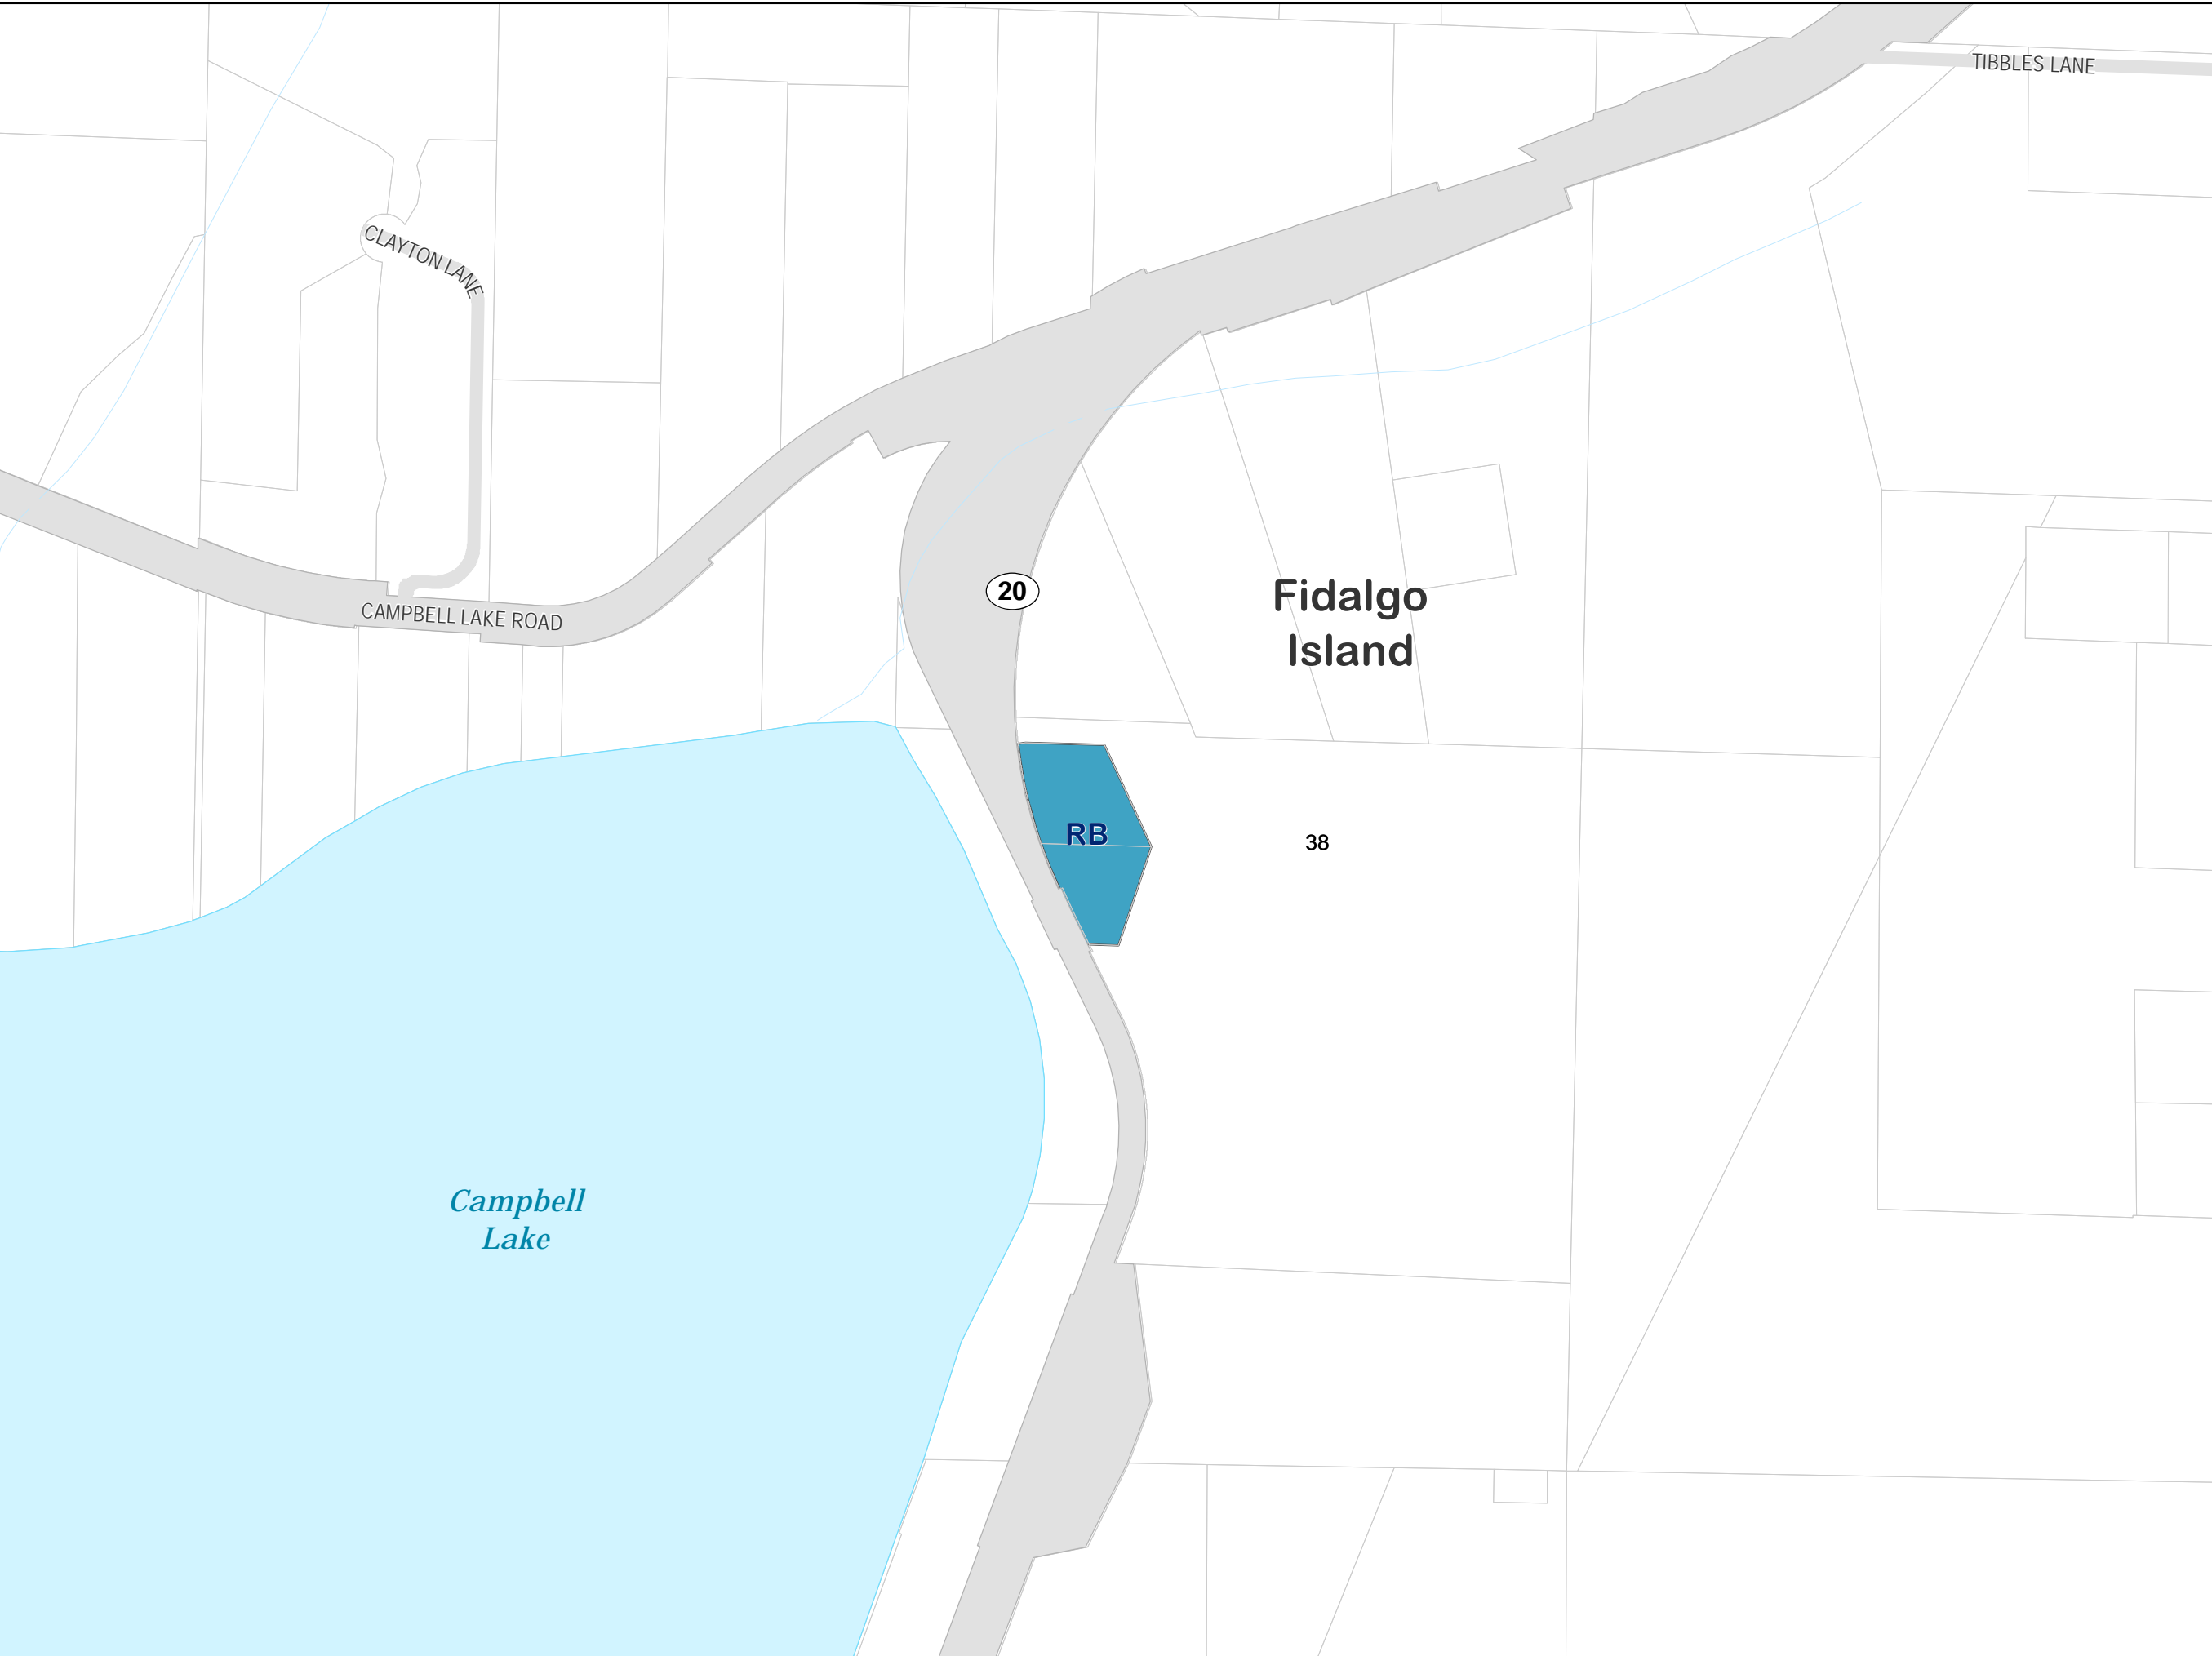 TIBBLES LANE
CLAYTON LANE
20
Fidalgo
Island
CAMPBELL LAKE ROAD
RB
38
Campbell
Lake